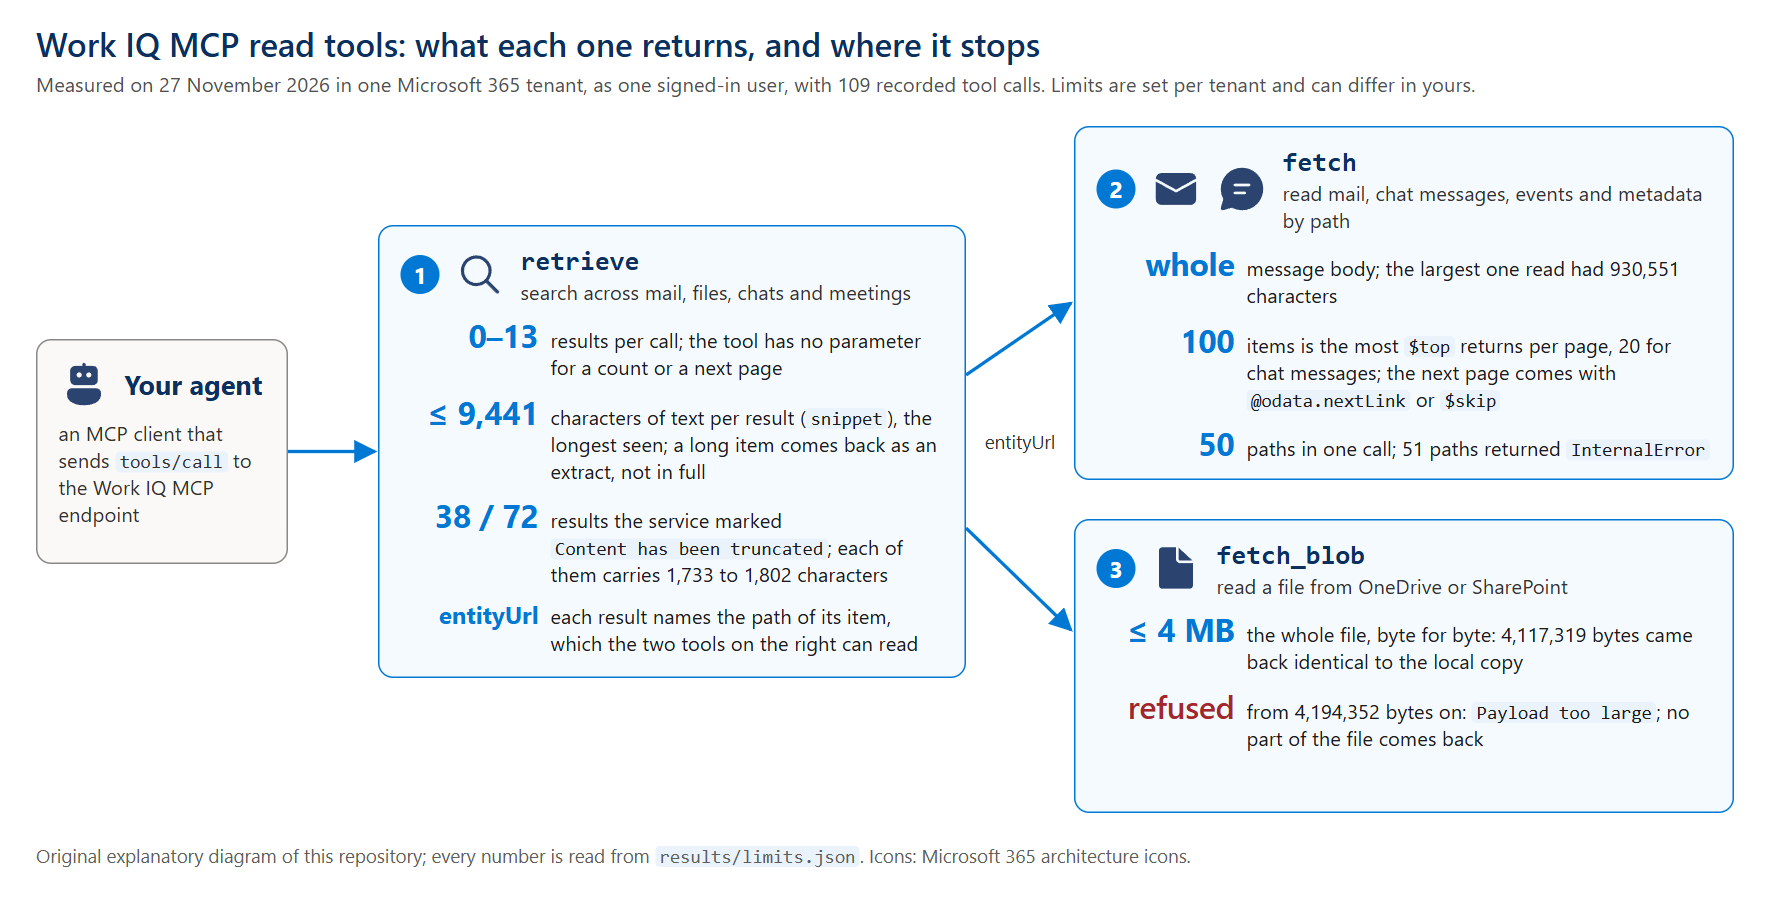 Work IQ MCP read tools: what each one returns, and where it stops
Measured on 27 November 2026 in one Microsoft 365 tenant, as one signed-in user, with 109 recorded tool calls. Limits are set per tenant and can differ in yours.
Your agent
an MCP client that
sends tools/call to
the Work IQ MCP
endpoint
1
retrieve
search across mail, files, chats and meetings
0–13 results per call; the tool has no parameter
for a count or a next page
≤ 9,441 characters of text per result (snippet), the
longest seen; a long item comes back as an
extract, not in full
38 / 72 results the service marked
Content has been truncated; each of
them carries 1,733 to 1,802 characters
entityUrl each result names the path of its item,
which the two tools on the right can read
entityUrl
2
fetch
read mail, chat messages, events and metadata
by path
whole message body; the largest one read had 930,551
characters
100 items is the most $top returns per page, 20 for
chat messages; the next page comes with
@odata.nextLink or $skip
50 paths in one call; 51 paths returned InternalError
3
fetch_blob
read a file from OneDrive or SharePoint
≤ 4 MB the whole file, byte for byte: 4,117,319 bytes came
back identical to the local copy
refused from 4,194,352 bytes on: Payload too large; no
part of the file comes back
Original explanatory diagram of this repository; every number is read from results/limits.json. Icons: Microsoft 365 architecture icons.